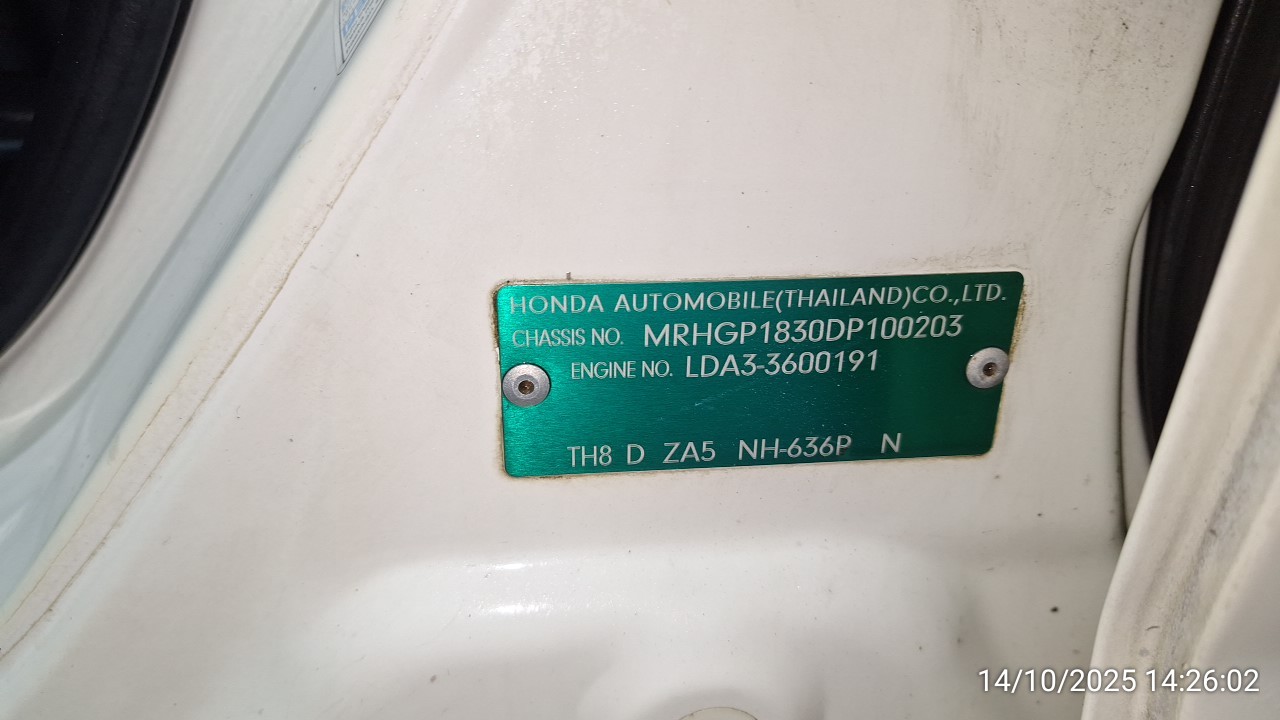 HONDA AUTOMOBILE(THAILAND)CO.,LTD.
CHASSIS NO. MRHGP1830DP100203
ENGINE NO. LDA3-3600191
TH8 D ZA5 NH-636P N
14/10/2025 14:26:02